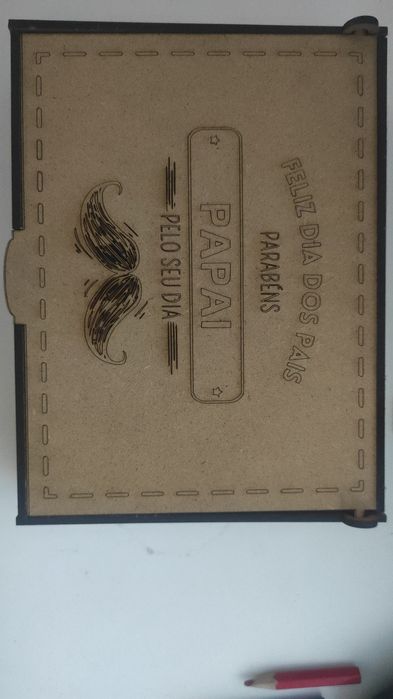 FELIZ DIA DOS PAIS
PARABÉNS
PAPAI
PELO SEU DIA